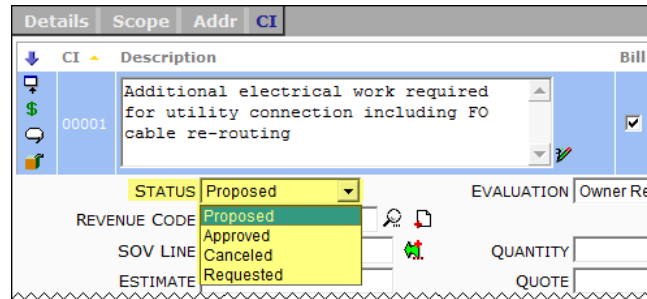 Details Scope Addr CI
CI Description Bill
00001 Additional electrical work required
for utility connection including FO
cable re-routing
STATUS Proposed EVALUATION Owner Re
REVENUE CODE Proposed
Approved
SOV LINE Canceled QUANTITY
ESTIMATE Requested QUOTE